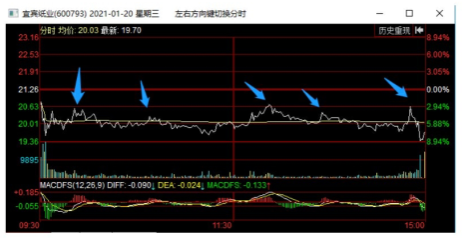 宜宾纸业(600793) 2021-01-20 星期三 左右方向键切换分时
分时 均价: 20.03 最新: 19.70 历史重现
23.16 8.94%
22.53 6.05%
21.91 3.02%
21.26 0.00%
20.63 2.94%
20.01 5.88%
19.36 8.94%
9895
MACDFS(12,26,9) DIFF: -0.090↓ DEA: -0.024↓ MACDFS: -0.133↑
+0.185
-0.055
09:30 11:30 15:00